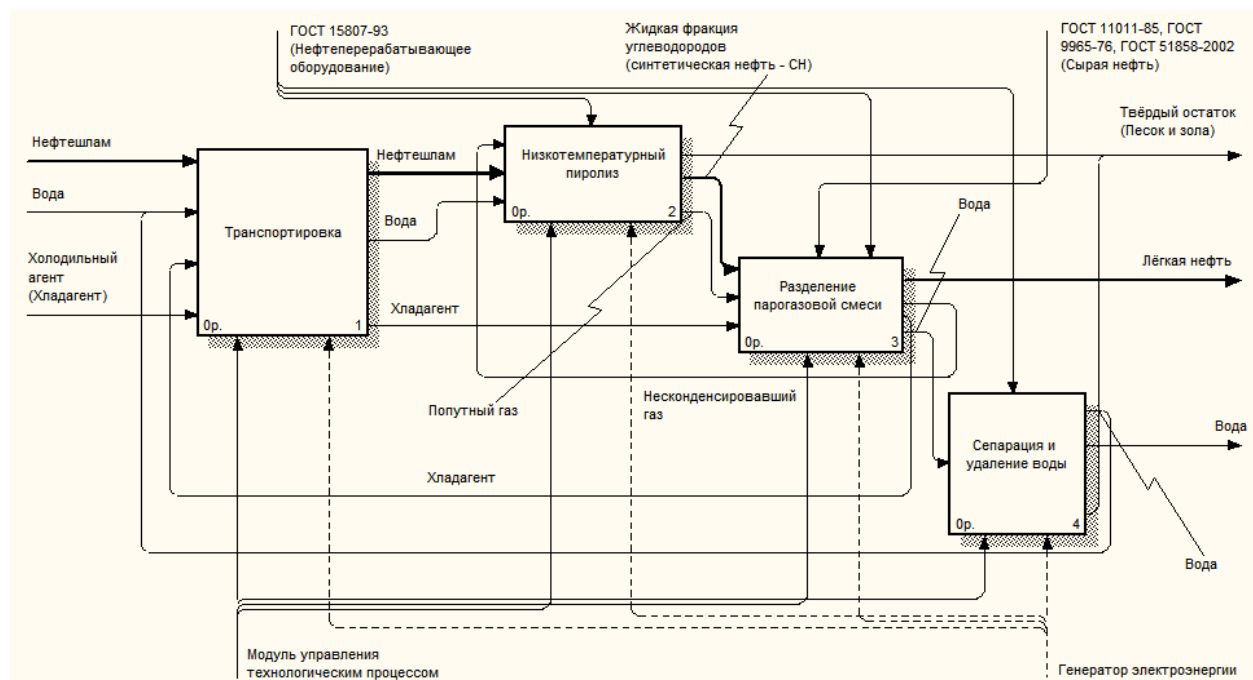 ГОСТ 15807-93
(Нефтеперерабатывающее
оборудование)
Жидкая фракция
углеводородов
(синтетическая нефть - СН)
ГОСТ 11011-85, ГОСТ
9965-76, ГОСТ 51858-2002
(Сырая нефть)
Твёрдый остаток
(Песок и зола)
Нефтешлам
Вода
Холодильный
агент
(Хладагент)
Транспортировка
0р.
1
Нефтешлам
Вода
Хладагент
Низкотемпературный
пиролиз
0р.
2
Вода
Лёгкая нефть
Разделение
парогазовой смеси
0р.
3
Попутный газ
Несконденсировавший
газ
Хладагент
Сепарация и
удаление воды
0р.
4
Вода
Вода
Модуль управления
технологическим процессом
Генератор электроэнергии